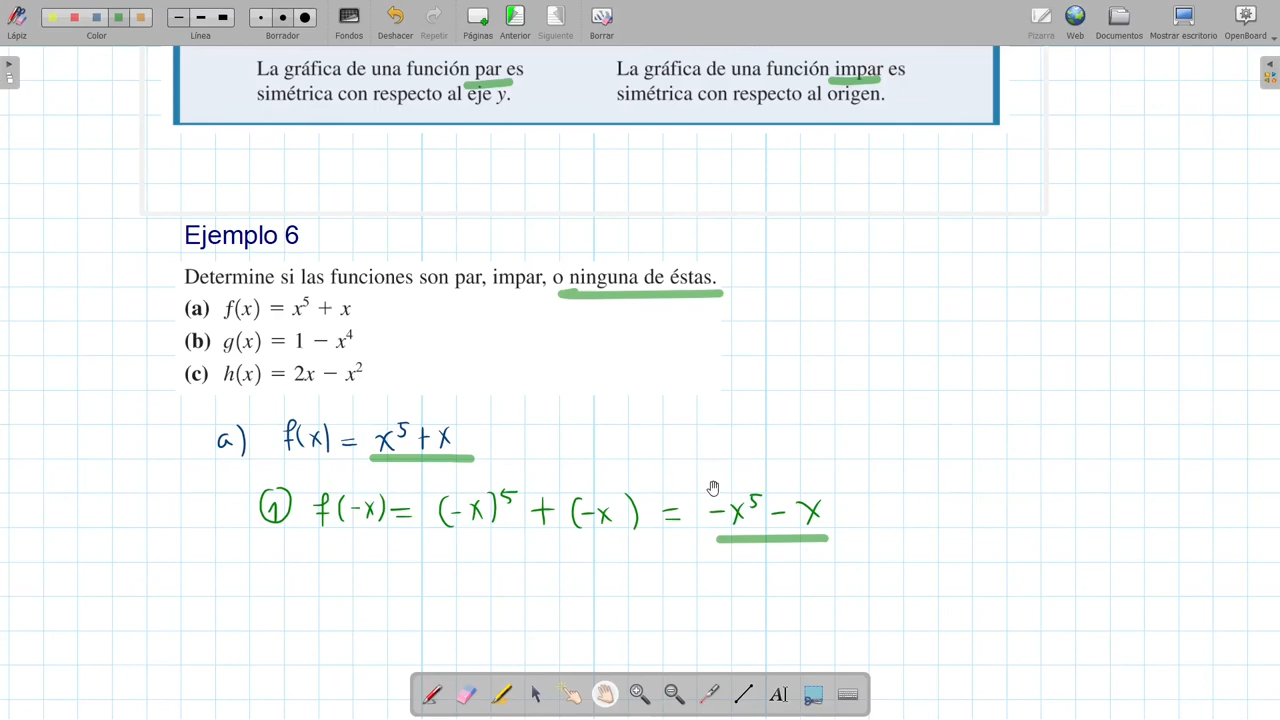 Lápiz Color Línea Borrador Fondos Deshacer Repetir Páginas Anterior Siguiente Borrar Pizarra Web Documentos Mostrar escritorio OpenBoard
La gráfica de una función par es
simétrica con respecto al eje y.
La gráfica de una función impar es
simétrica con respecto al origen.
Ejemplo 6
Determine si las funciones son par, impar, o ninguna de éstas.
(a) f(x) = x⁵ + x
(b) g(x) = 1 − x⁴
(c) h(x) = 2x − x²
a) f(x) = x⁵ + x
① f(-x) = (-x)⁵ + (-x) = -x⁵ - x